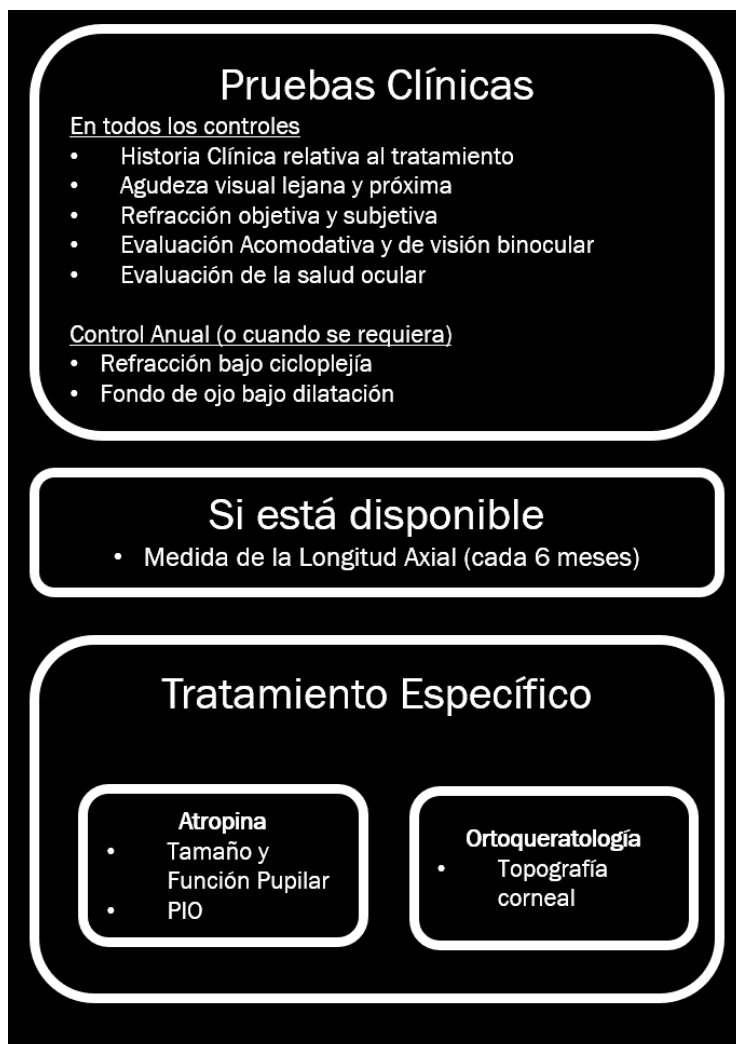 Pruebas Clínicas
En todos los controles
• Historia Clínica relativa al tratamiento
• Agudeza visual lejana y próxima
• Refracción objetiva y subjetiva
• Evaluación Acomodativa y de visión binocular
• Evaluación de la salud ocular
Control Anual (o cuando se requiera)
• Refracción bajo cicloplejía
• Fondo de ojo bajo dilatación
Si está disponible
• Medida de la Longitud Axial (cada 6 meses)
Tratamiento Específico
Atropina
• Tamaño y
Función Pupilar
• PIO
Ortoqueratología
• Topografía
corneal